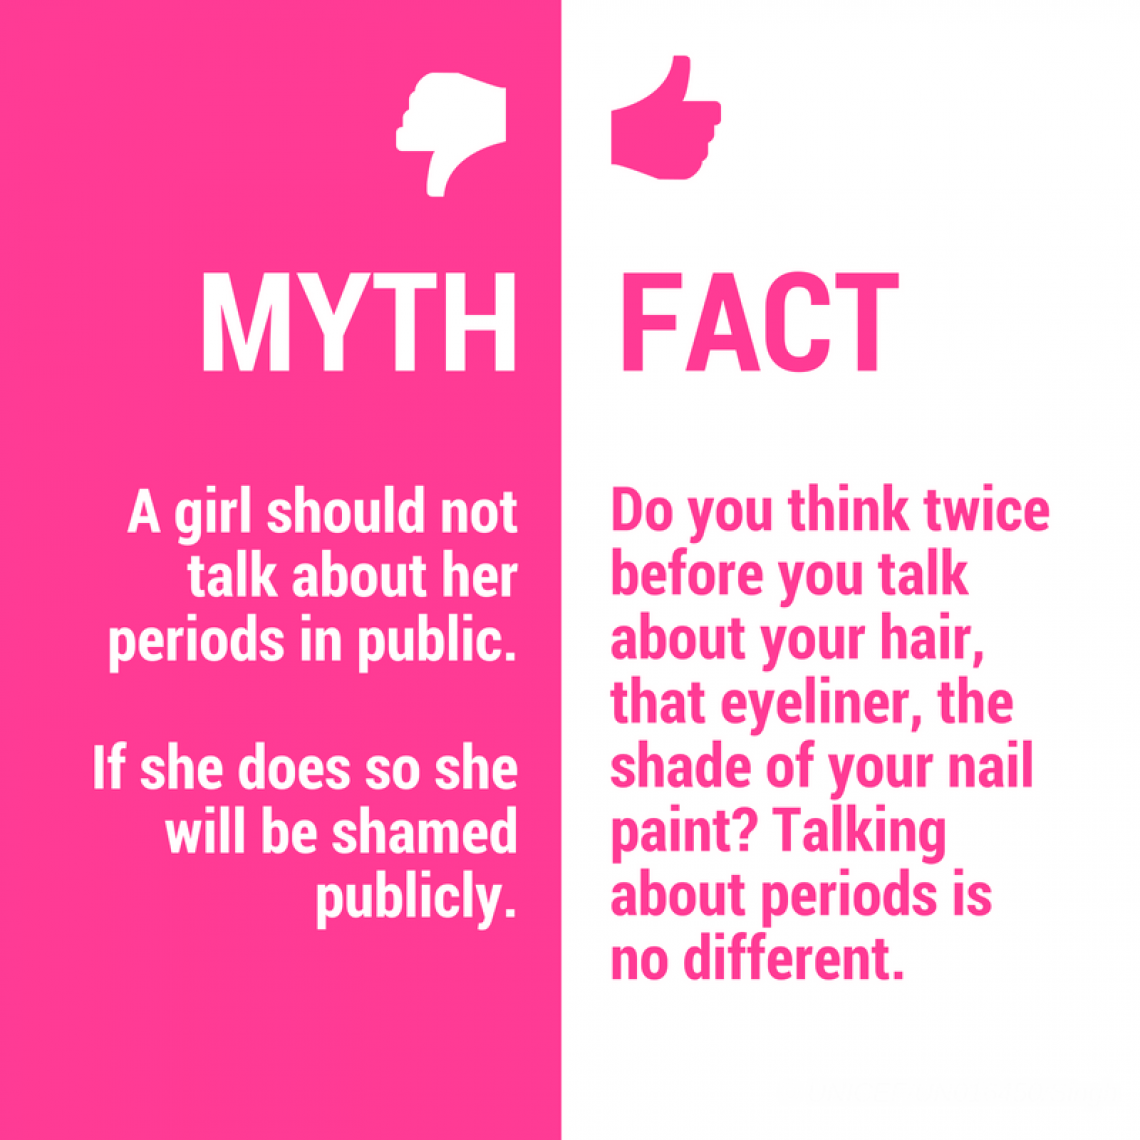 MYTH
A girl should not
talk about her
periods in public.
If she does so she
will be shamed
publicly.
FACT
Do you think twice
before you talk
about your hair,
that eyeliner, the
shade of your nail
paint? Talking
about periods is
no different.